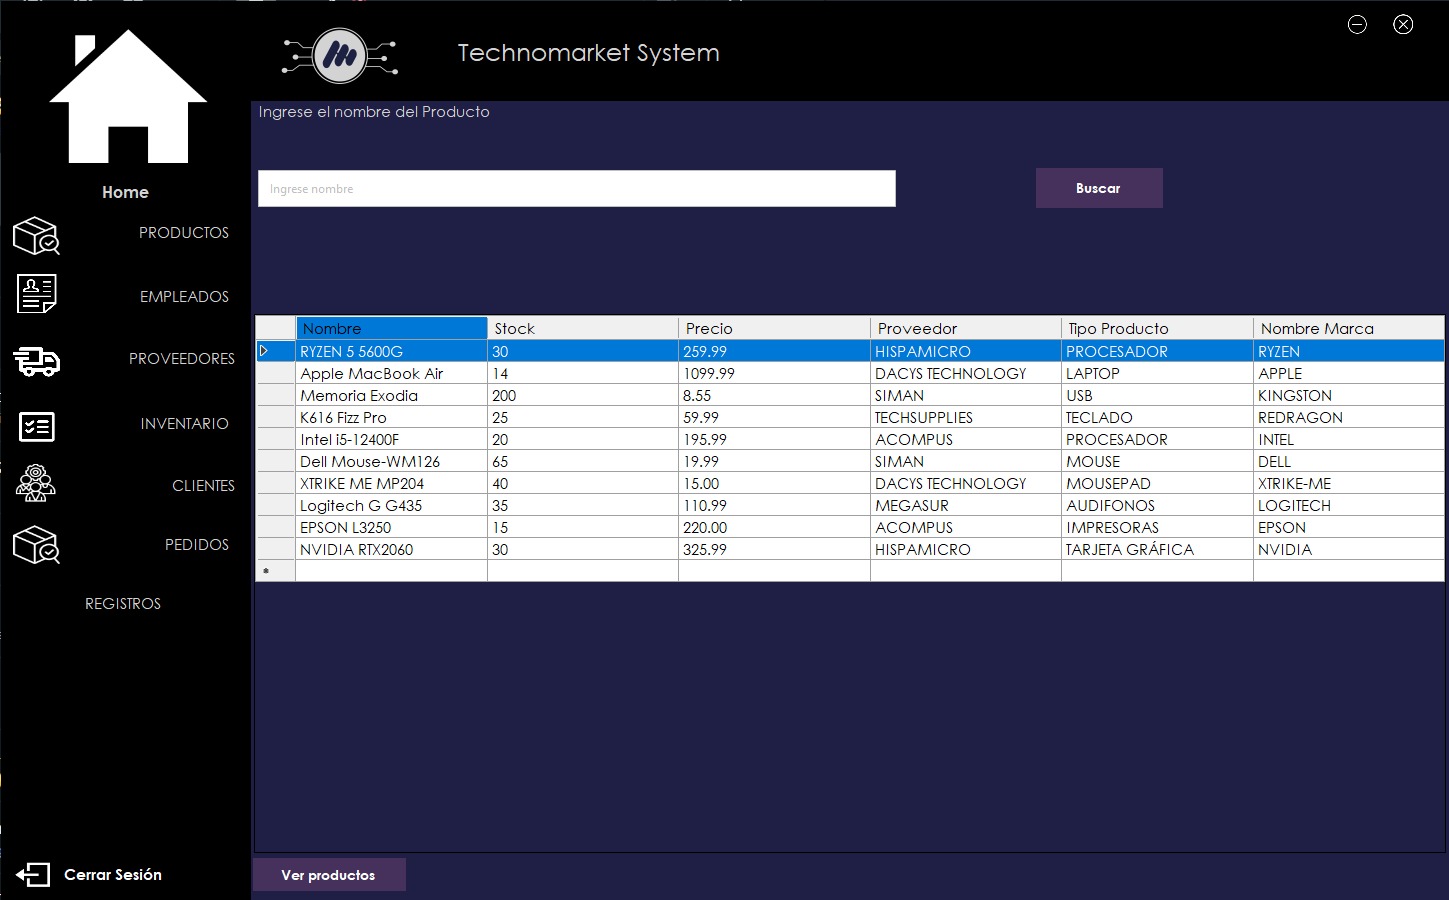 Technomarket System
Home
PRODUCTOS
EMPLEADOS
PROVEEDORES
INVENTARIO
CLIENTES
PEDIDOS
REGISTROS
Cerrar Sesión
Ingrese el nombre del Producto
Ingrese nombre
Buscar
Nombre Stock Precio Proveedor Tipo Producto Nombre Marca
RYZEN 5 5600G 30 259.99 HISPAMICRO PROCESADOR RYZEN
Apple MacBook Air 14 1099.99 DACYS TECHNOLOGY LAPTOP APPLE
Memoria Exodia 200 8.55 SIMAN USB KINGSTON
K616 Fizz Pro 25 59.99 TECHSUPPLIES TECLADO REDRAGON
Intel i5-12400F 20 195.99 ACOMPUS PROCESADOR INTEL
Dell Mouse-WM126 65 19.99 SIMAN MOUSE DELL
XTRIKE ME MP204 40 15.00 DACYS TECHNOLOGY MOUSEPAD XTRIKE-ME
Logitech G G435 35 110.99 MEGASUR AUDIFONOS LOGITECH
EPSON L3250 15 220.00 ACOMPUS IMPRESORAS EPSON
NVIDIA RTX2060 30 325.99 HISPAMICRO TARJETA GRÁFICA NVIDIA
*
Ver productos